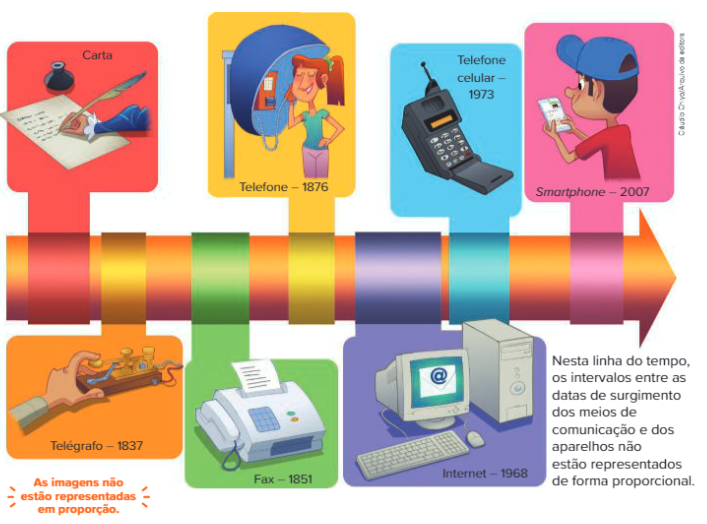 Carta
Telefone – 1876
Telefone
celular –
1973
Smartphone – 2007
Cláudio Chiyo/Arquivo da editora
Telégrafo – 1837
Fax – 1851
Internet – 1968
@
Nesta linha do tempo,
os intervalos entre as
datas de surgimento
dos meios de
comunicação e dos
aparelhos não
estão representados
de forma proporcional.
As imagens não
estão representadas
em proporção.